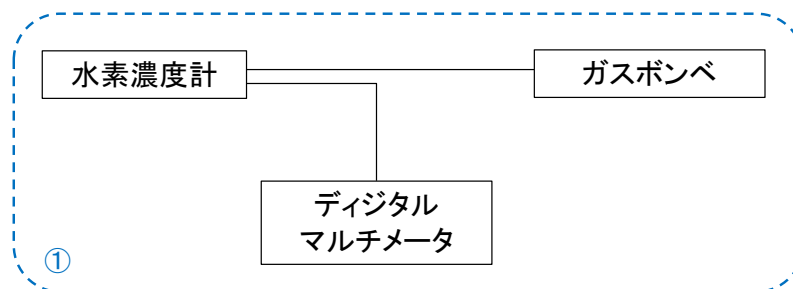 水素濃度計
ガスボンベ
ディジタル
マルチメータ
①